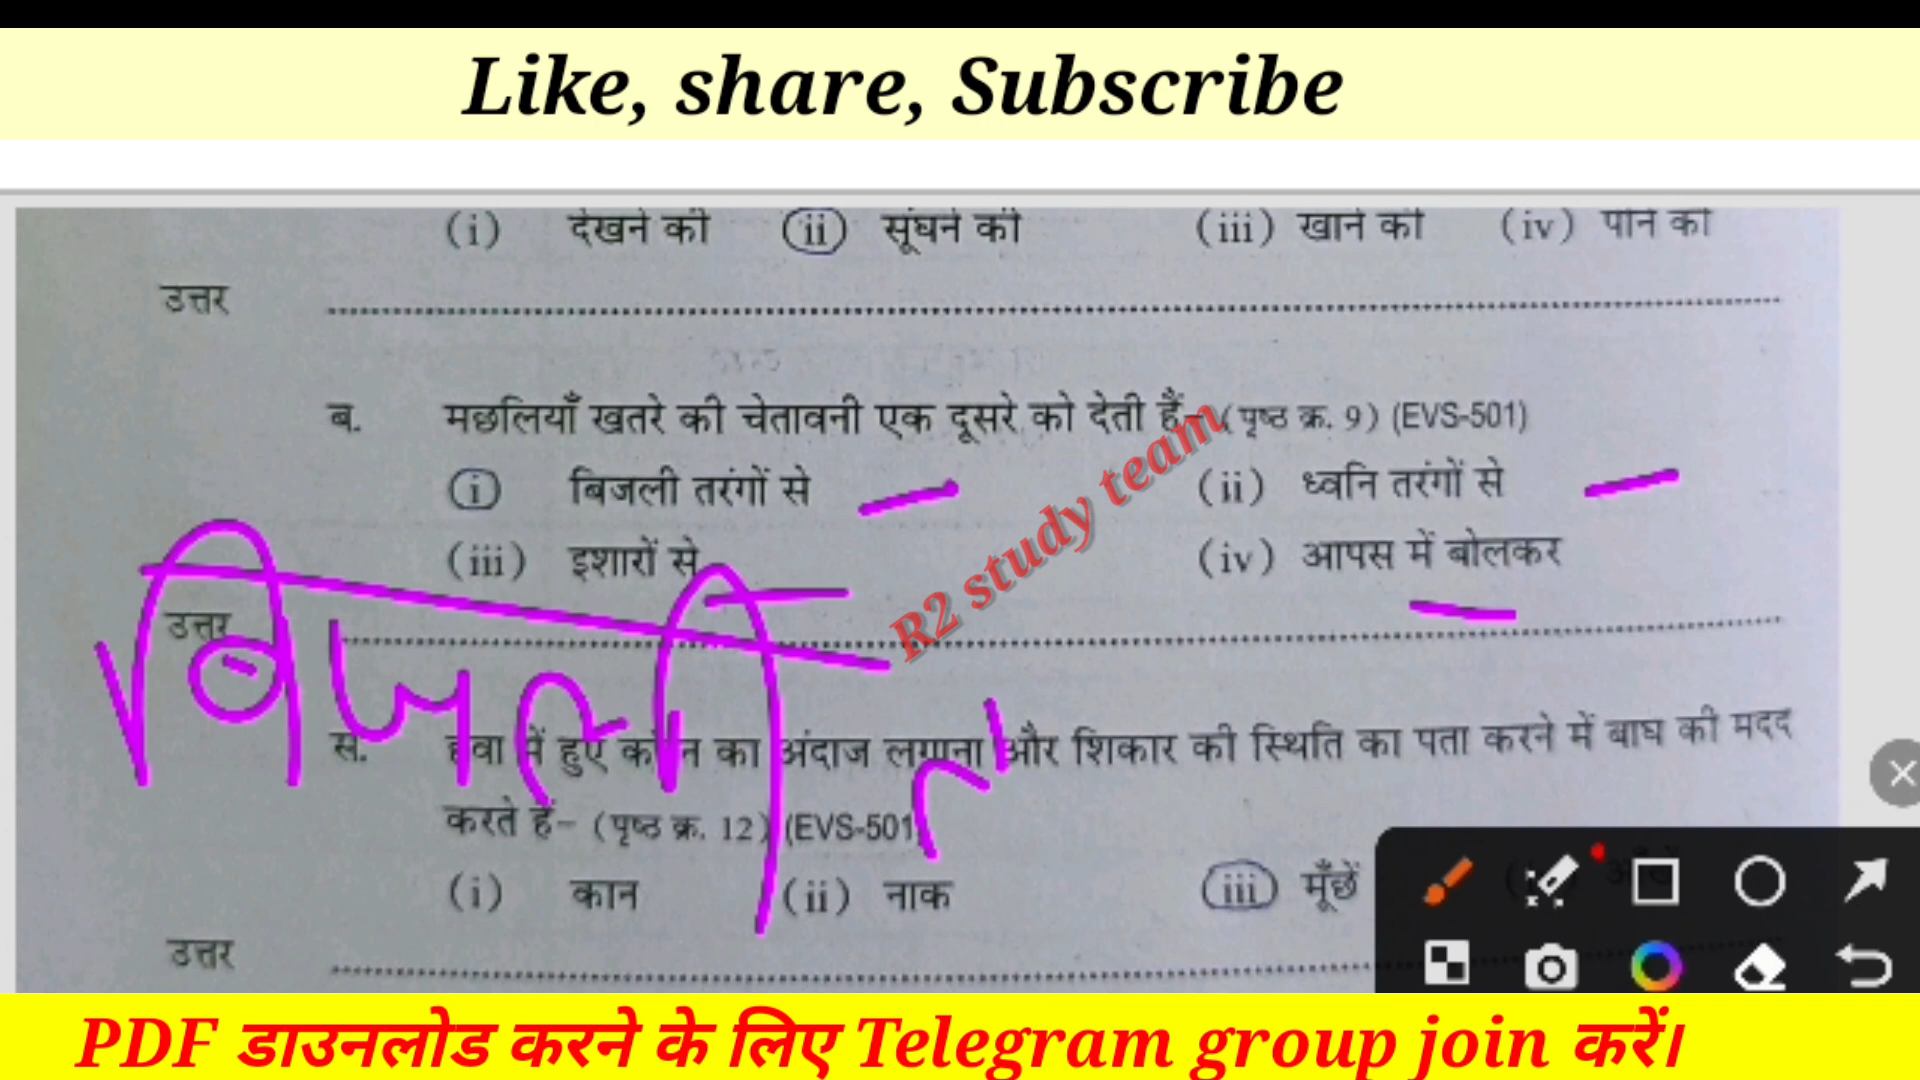 Like, share, Subscribe
(i) देखने की (ii) सूंघने की (iii) खाने की (iv) पीने की
उत्तर
ब. मछलियाँ खतरे की चेतावनी एक दूसरे को देती हैं- (पृष्ठ क्र. 9) (EVS-501)
(i) बिजली तरंगों से (ii) ध्वनि तरंगों से
(iii) इशारों से (iv) आपस में बोलकर
R2 study team
उत्तर
बिजली
स. हवा में हुए कंपन का अंदाज लगाना और शिकार की स्थिति का पता करने में बाघ की मदद
करते हैं- (पृष्ठ क्र. 12) (EVS-501)
(i) कान (ii) नाक (iii) मूँछें
उत्तर
PDF डाउनलोड करने के लिए Telegram group join करें।